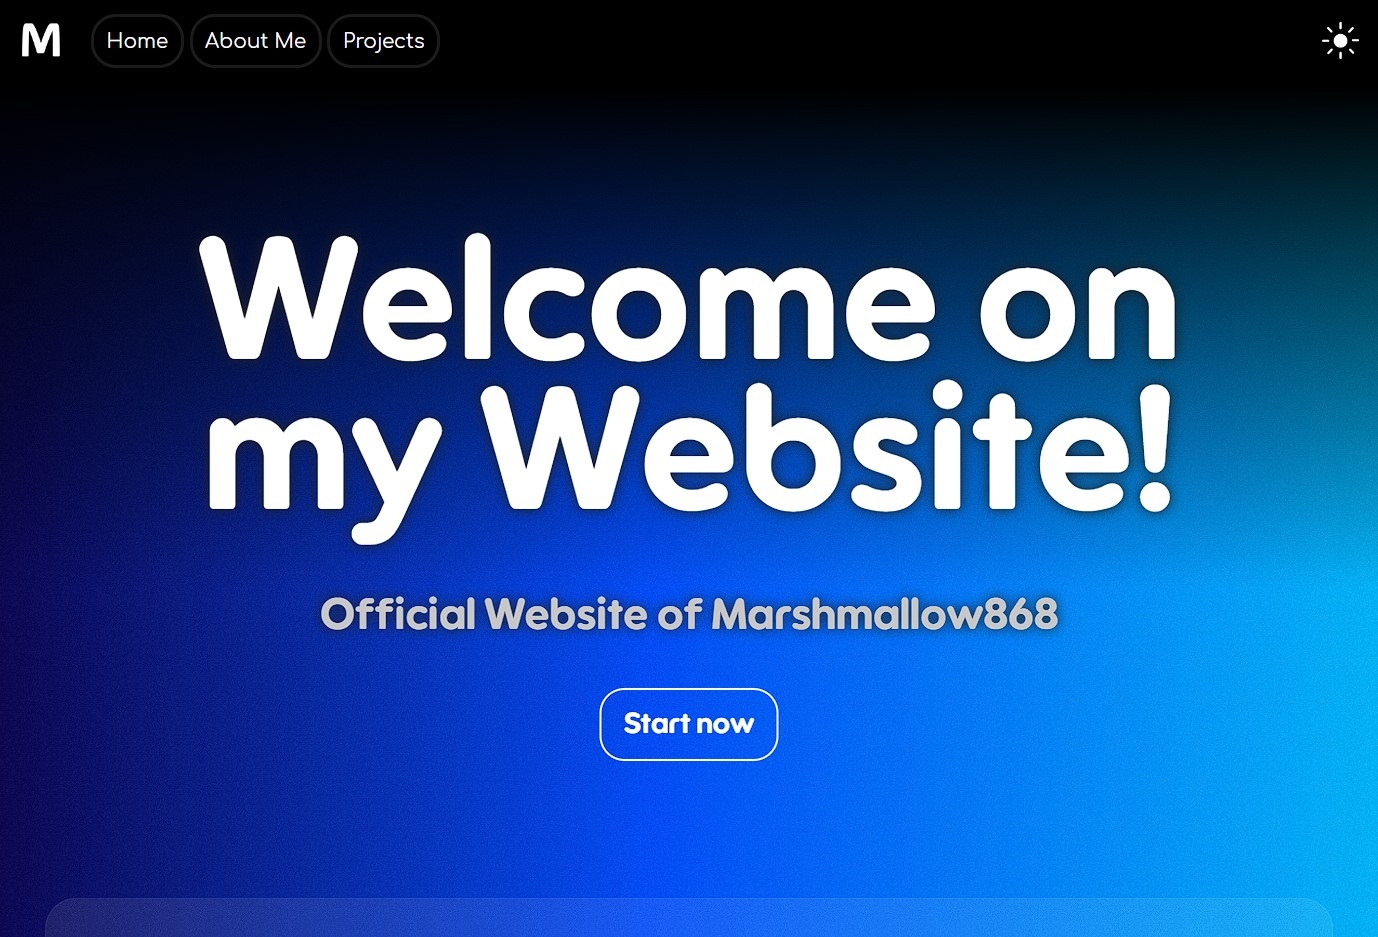 M
Home
About Me
Projects
Welcome on
my Website!
Official Website of Marshmallow868
Start now